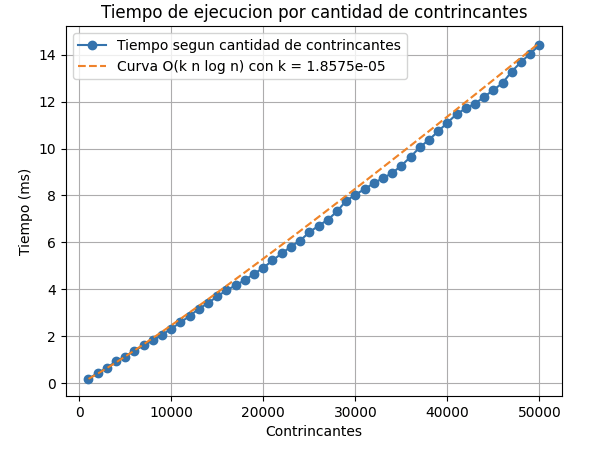 Tiempo de ejecucion por cantidad de contrincantes
Tiempo segun cantidad de contrincantes
Curva O(k n log n) con k = 1.8575e-05
Tiempo (ms)
14
12
10
8
6
4
2
0
0 10000 20000 30000 40000 50000
Contrincantes